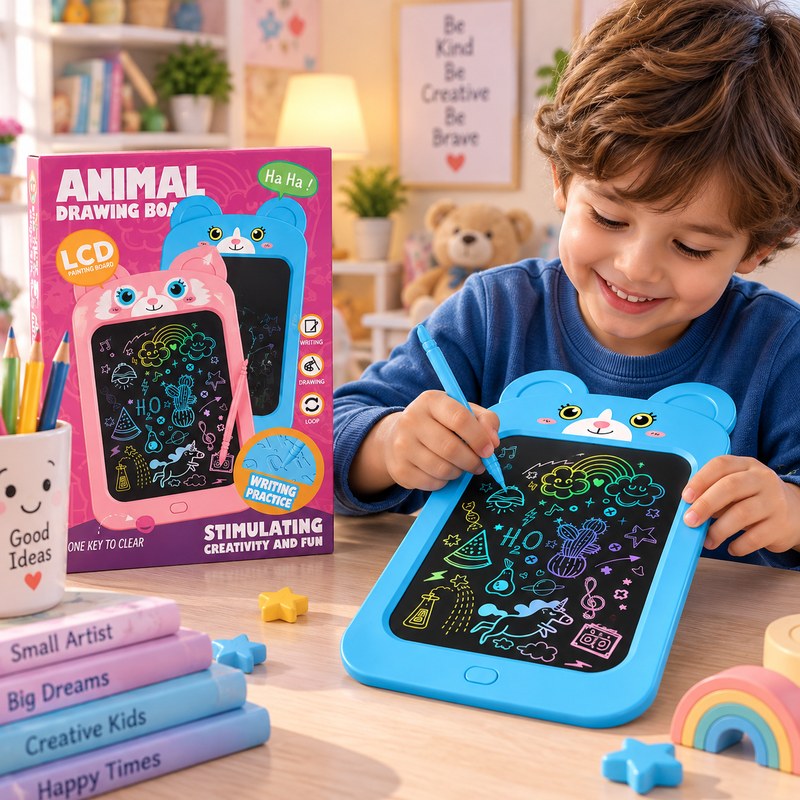 Be
Kind
Be
Creative
Be
Brave
ANIMAL
DRAWING BOA
Ha Ha !
LCD
PAINTING BOARD
WRITING
DRAWING
LOOP
H2O
WRITING
PRACTICE
ONE KEY TO CLEAR
STIMULATING
CREATIVITY AND FUN
H2O
Good
Ideas
Small Artist
Big Dreams
Creative Kids
Happy Times